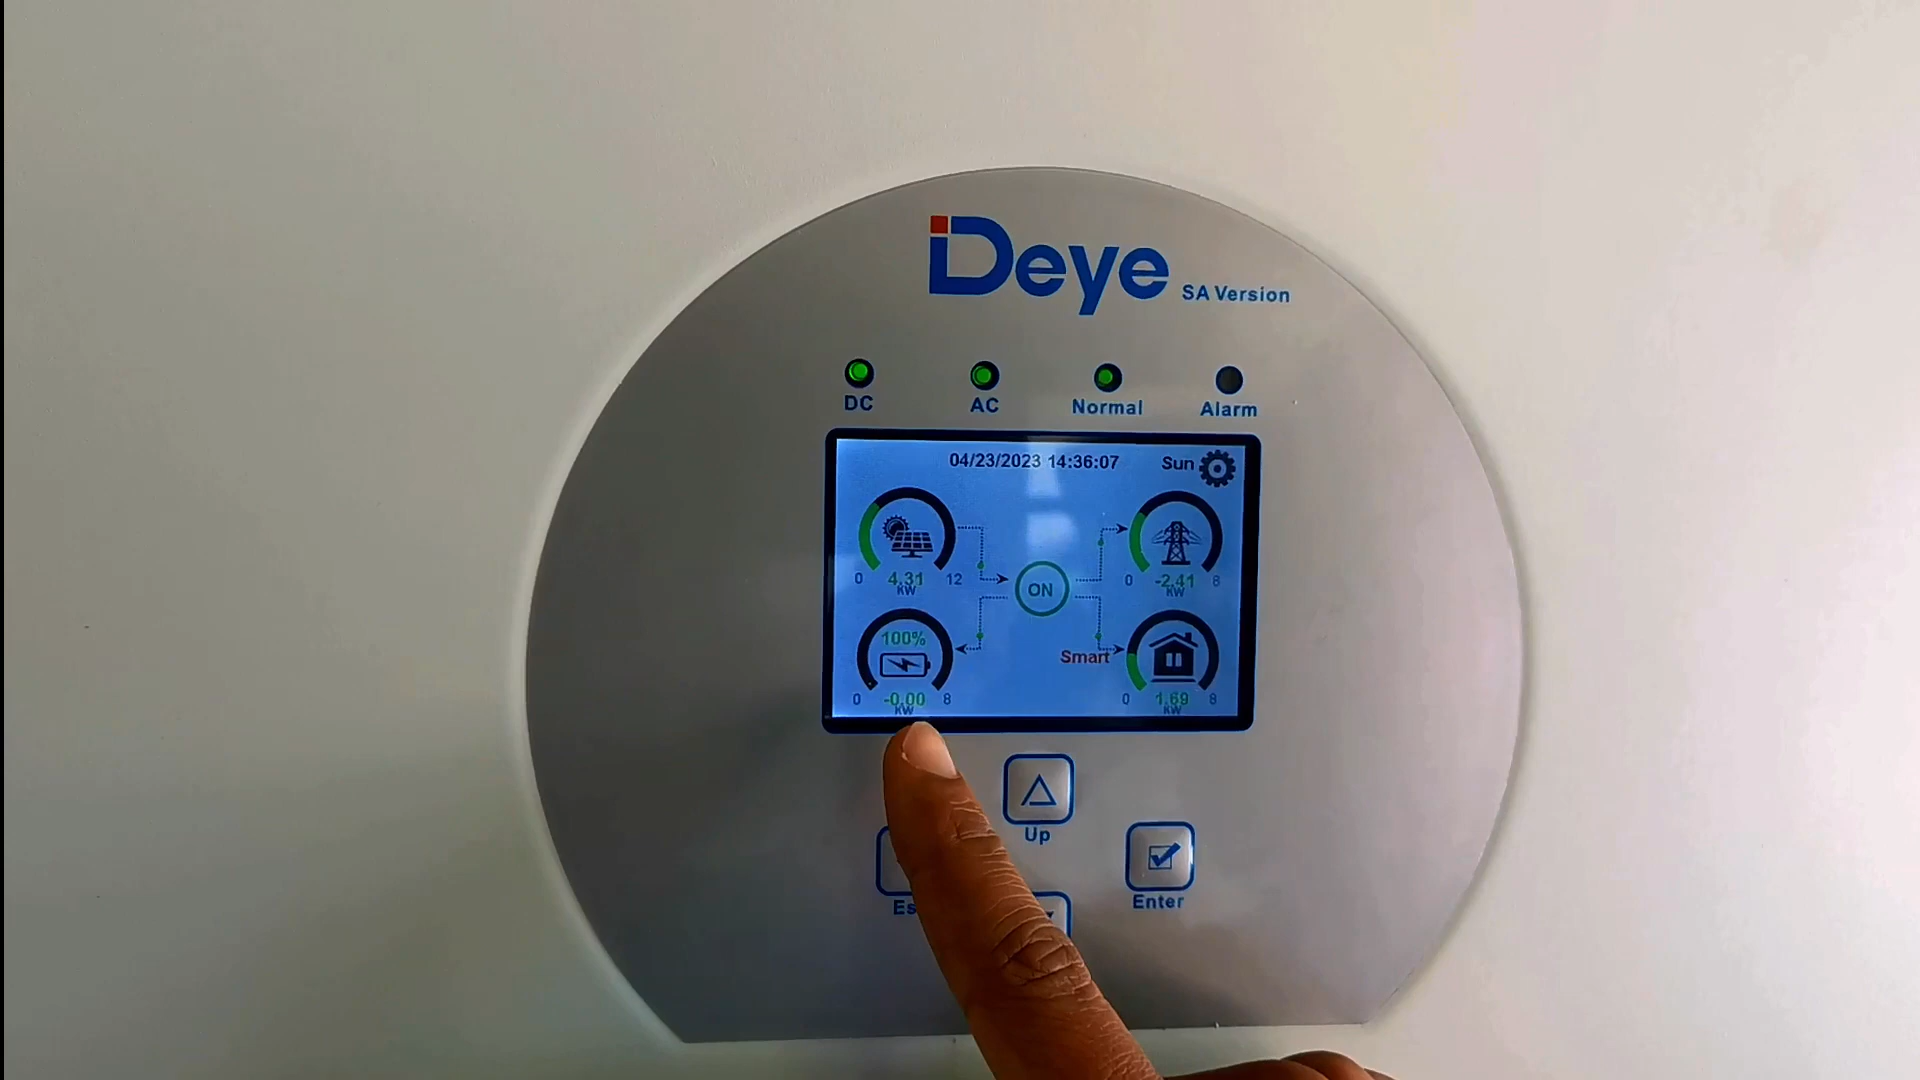 Deye SA Version
DC AC Normal Alarm
04/23/2023 14:36:07 Sun
0 4.31 12
KW
0 -2.41 8
KW
ON
100%
Smart
0 -0.00 8
KW
0 1.69 8
KW
Up
Es
Enter